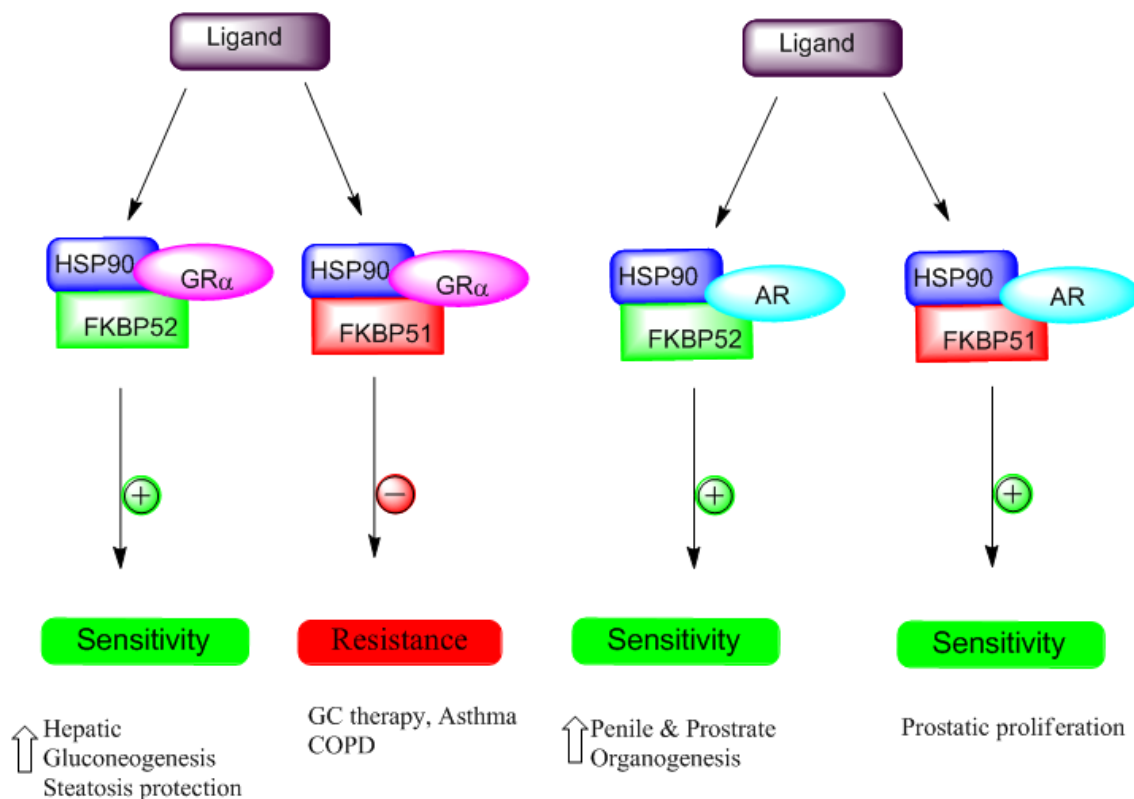 Ligand
Ligand
HSP90
GRα
FKBP52
HSP90
GRα
FKBP51
HSP90
AR
FKBP52
HSP90
AR
FKBP51
+
−
+
+
Sensitivity
Resistance
Sensitivity
Sensitivity
Hepatic
Gluconeogenesis
Steatosis protection
GC therapy, Asthma
COPD
Penile & Prostrate
Organogenesis
Prostatic proliferation